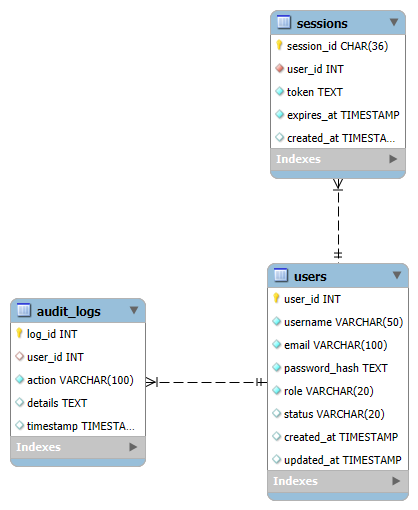 sessions
session_id CHAR(36)
user_id INT
token TEXT
expires_at TIMESTAMP
created_at TIMESTA...
Indexes
users
user_id INT
username VARCHAR(50)
email VARCHAR(100)
password_hash TEXT
role VARCHAR(20)
status VARCHAR(20)
created_at TIMESTAMP
updated_at TIMESTAMP
Indexes
audit_logs
log_id INT
user_id INT
action VARCHAR(100)
details TEXT
timestamp TIMESTA...
Indexes